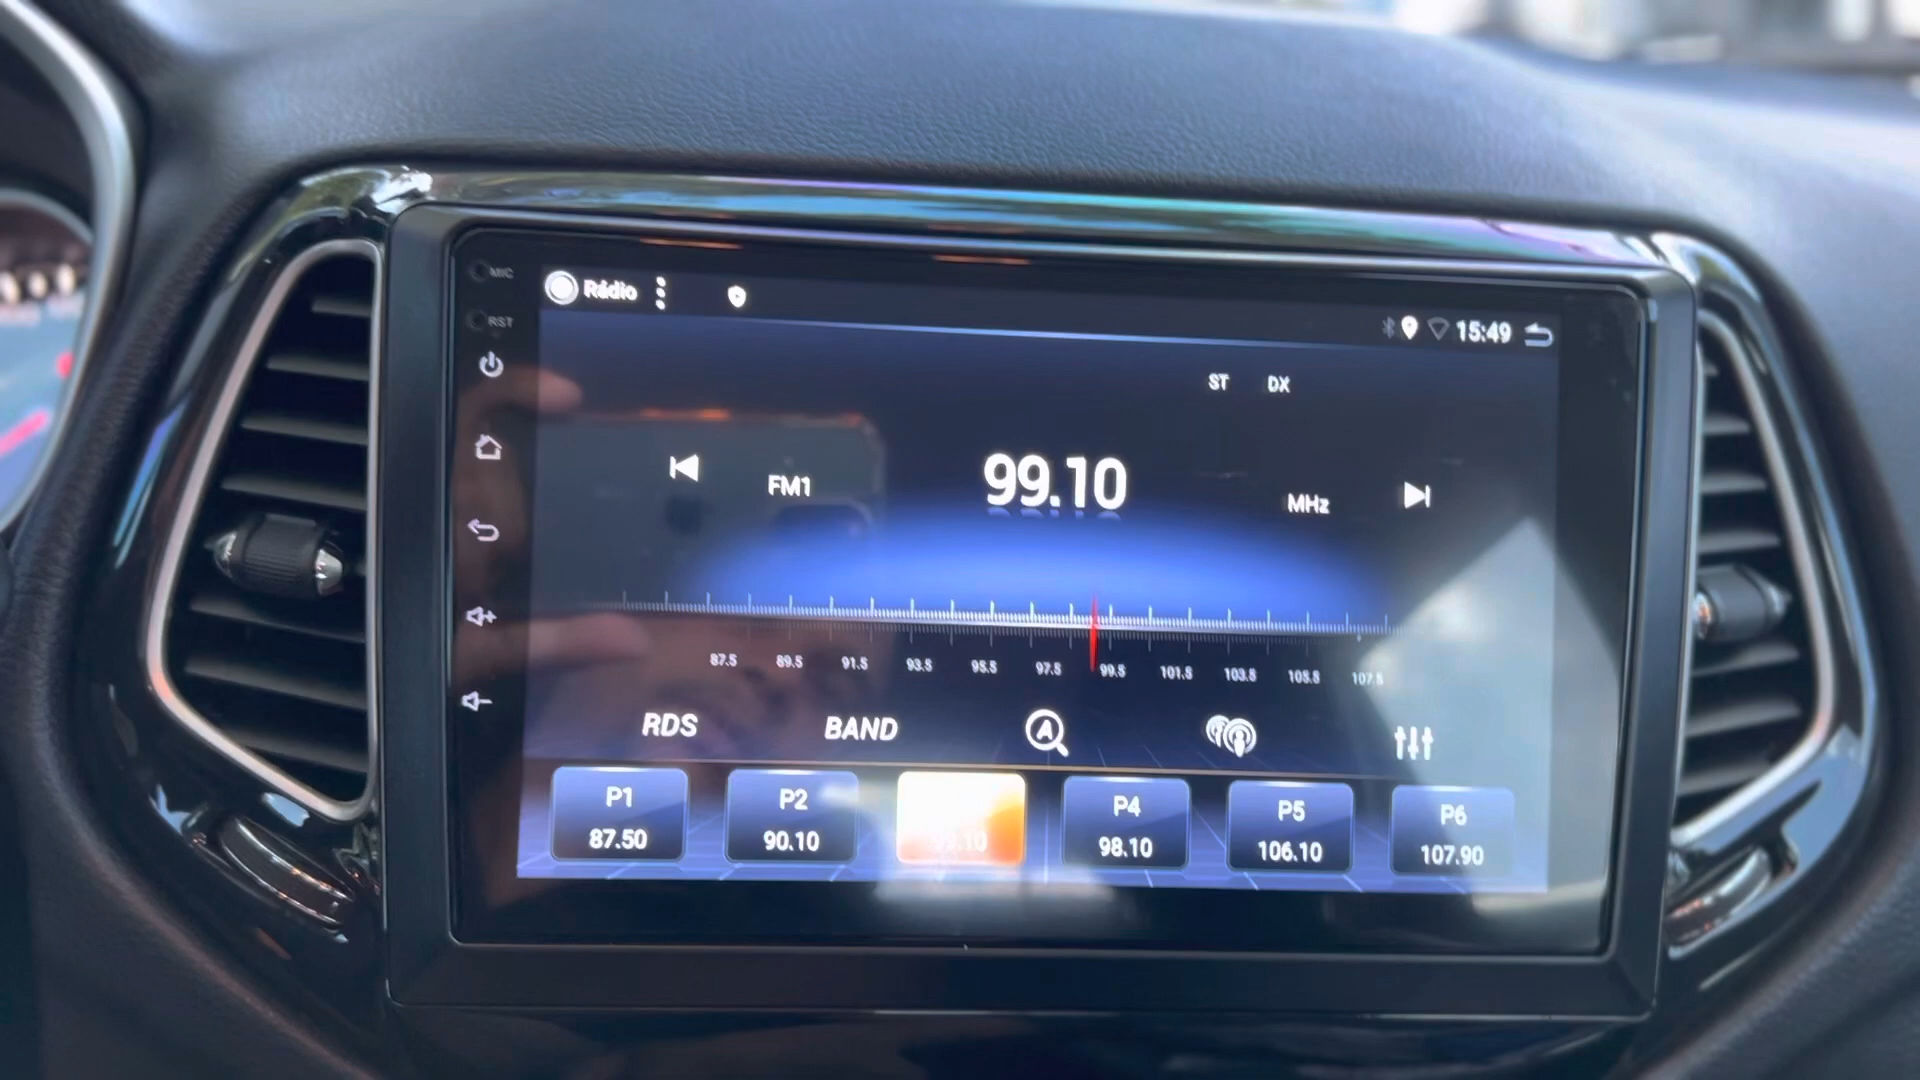 MIC
Rádio
RST
15:49
ST DX
FM1 99.10 MHz
87.5 89.5 91.5 93.5 95.5 97.5 99.5 101.5 103.5 105.5 107.5
RDS BAND A
P1 P2 P4 P5 P6
87.50 90.10 99.10 98.10 106.10 107.90